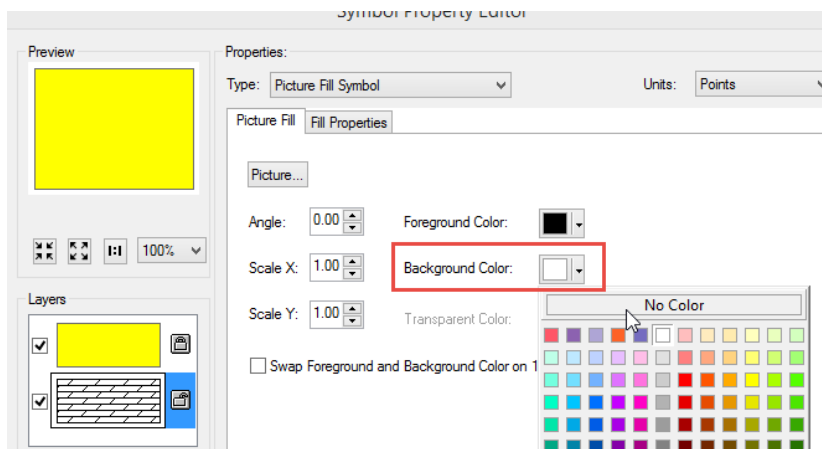 Symbol Property Editor
Preview
Properties:
Type: Picture Fill Symbol Units: Points
Picture Fill Fill Properties
Picture...
Angle: 0.00 Foreground Color:
100%
Scale X: 1.00 Background Color:
Layers
No Color
Scale Y: 1.00 Transparent Color:
Swap Foreground and Background Color on 1